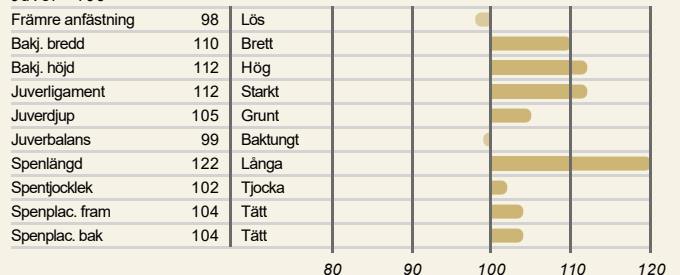 Främre anfästning 98 Lös
Bakj. bredd 110 Brett
Bakj. höjd 112 Hög
Juverligament 112 Starkt
Juverdjup 105 Grunt
Juverbalans 99 Baktungt
Spenlängd 122 Långa
Spentjocklek 102 Tjocka
Spenplac. fram 104 Tätt
Spenplac. bak 104 Tätt
80 90 100 110 120